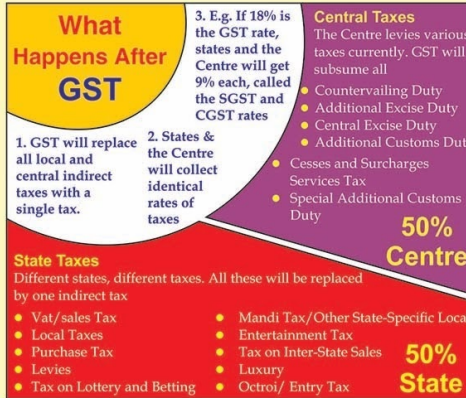 What
Happens After
GST
1. GST will replace
all local and
central indirect
taxes with a
single tax.
2. States &
the Centre
will collect
identical
rates of
taxes
3. E.g. If 18% is
the GST rate,
states and the
Centre will get
9% each, called
the SGST and
CGST rates
Central Taxes
The Centre levies various
taxes currently. GST will
subsume all
Countervailing Duty
Additional Excise Duty
Central Excise Duty
Additional Customs Dut
Cesses and Surcharges
Services Tax
Special Additional Customs
Duty
50%
Centre
State Taxes
Different states, different taxes. All these will be replaced
by one indirect tax
Vat/sales Tax
Local Taxes
Purchase Tax
Levies
Tax on Lottery and Betting
Mandi Tax/Other State-Specific Loca
Entertainment Tax
Tax on Inter-State Sales
Luxury
Octroi/ Entry Tax
50%
State